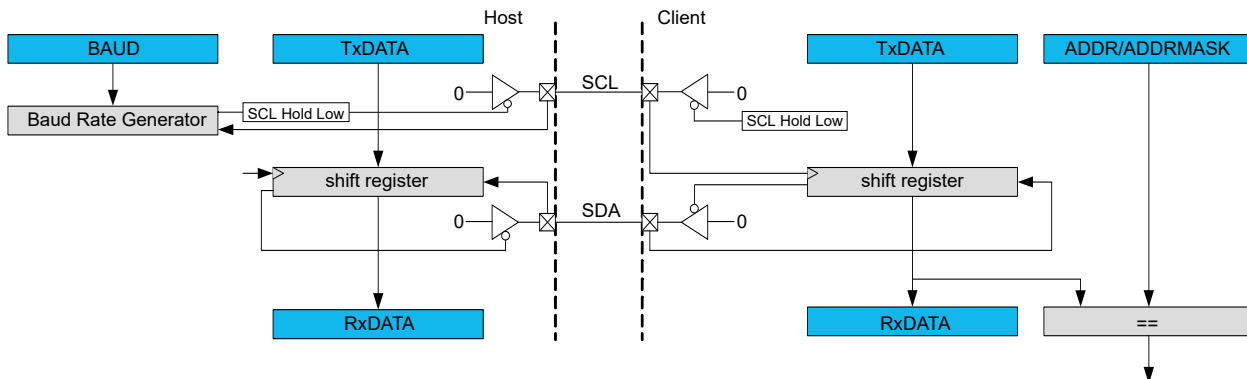 Host
Client
BAUD
TxDATA
TxDATA
ADDR/ADDRMASK
0
SCL
0
Baud Rate Generator
SCL Hold Low
SCL Hold Low
shift register
shift register
0
SDA
0
RxDATA
RxDATA
==